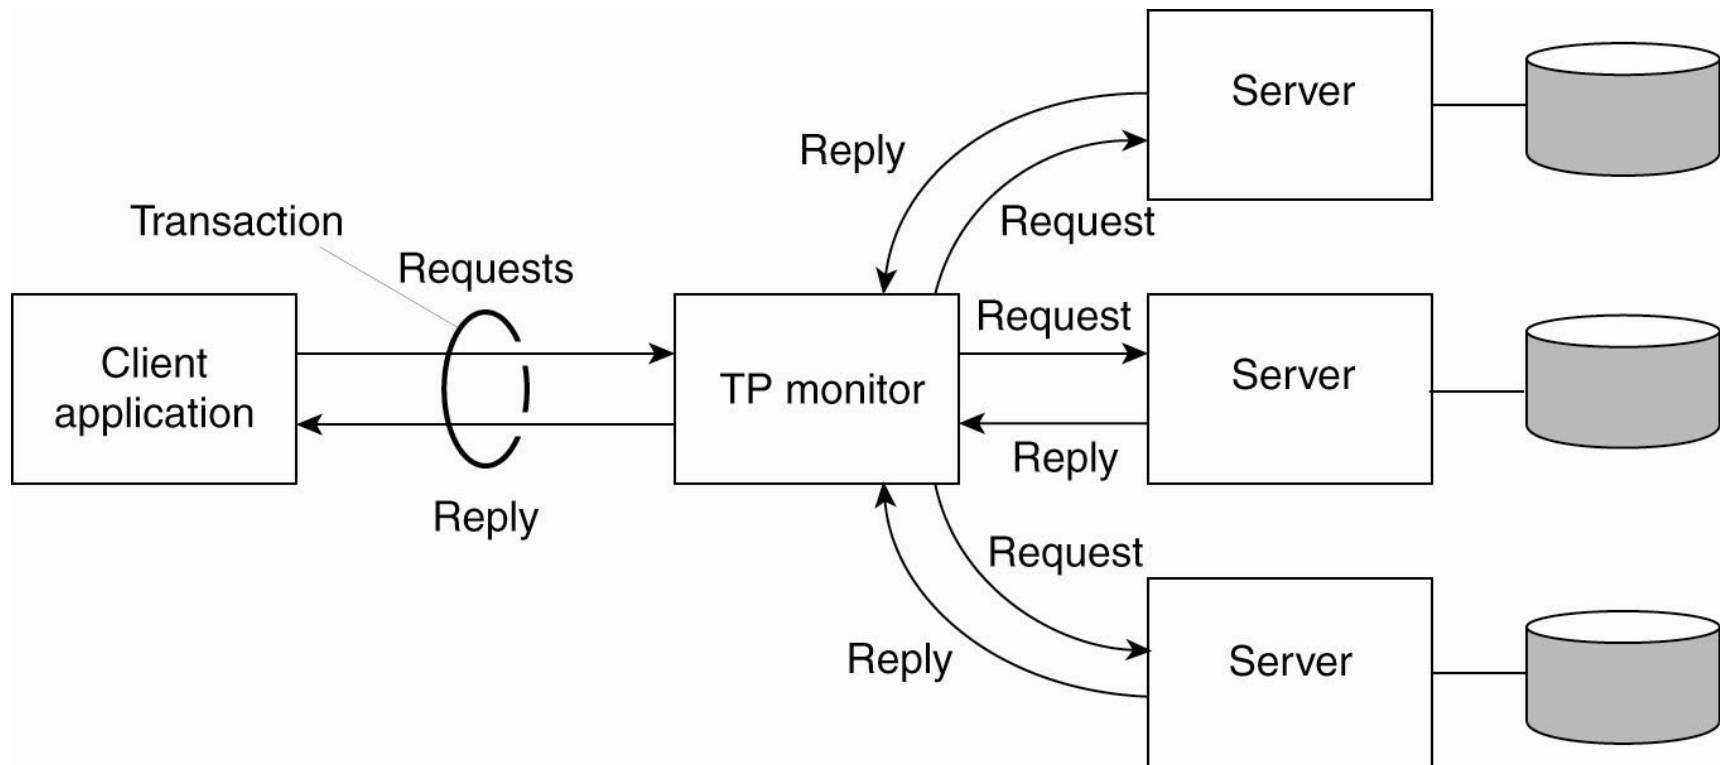 Server
Reply
Request
Transaction
Requests
Client
application
TP monitor
Request
Server
Reply
Reply
Request
Reply
Server